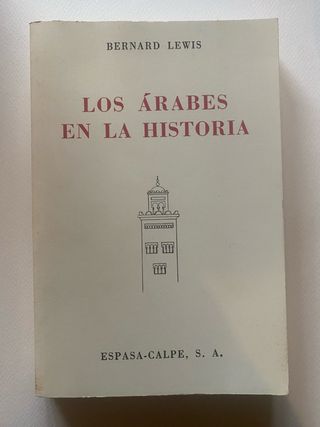 BERNARD LEWIS
LOS ÁRABES
EN LA HISTORIA
ESPASA-CALPE, S. A.